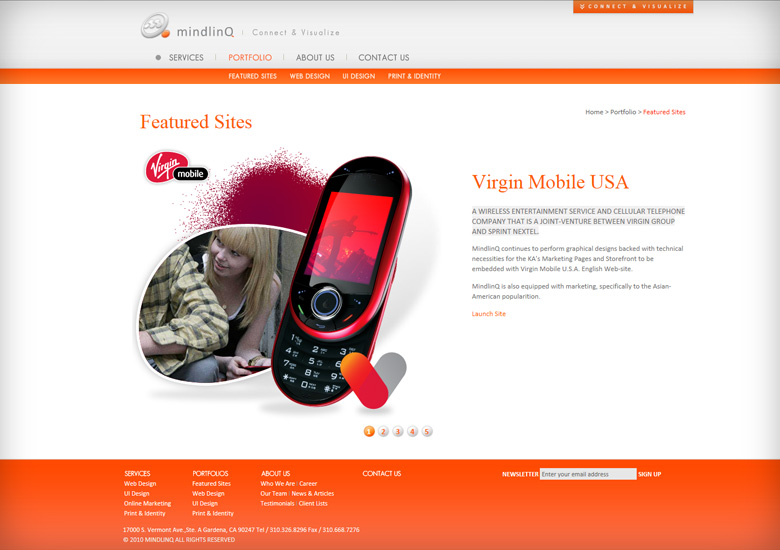 CONNECT & VISUALIZE
mindlinQ | Connect & Visualize
SERVICES | PORTFOLIO | ABOUT US | CONTACT US
FEATURED SITES WEB DESIGN UI DESIGN PRINT & IDENTITY
Home > Portfolio > Featured Sites
Featured Sites
Virgin
mobile
Virgin Mobile USA
A WIRELESS ENTERTAINMENT SERVICE AND CELLULAR TELEPHONE
COMPANY THAT IS A JOINT-VENTURE BETWEEN VIRGIN GROUP
AND SPRINT NEXTEL.
MindlinQ continues to perform graphical designs backed with technical
necessities for the KA's Marketing Pages and Storefront to be
embedded with Virgin Mobile U.S.A. English Web-site.
MindlinQ is also equipped with marketing, specifically to the Asian-
American popularition.
Launch Site
1 2 3 4 5
SERVICES
Web Design
UI Design
Online Marketing
Print & Identity
PORTFOLIOS
Featured Sites
Web Design
UI Design
Print & Identity
ABOUT US
Who We Are | Career
Our Team | News & Articles
Testimonials | Client Lists
CONTACT US
NEWSLETTER Enter your email address SIGN UP
17000 S. Vermont Ave.,Ste. A Gardena, CA 90247 Tel / 310.326.8296 Fax / 310.668.7276
© 2010 MINDLINQ ALL RIGHTS RESERVED